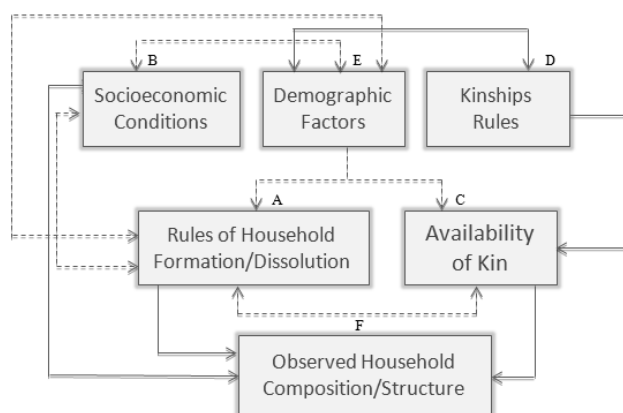 B
E
D
Socioeconomic
Conditions
Demographic
Factors
Kinships
Rules
A
C
Rules of Household
Formation/Dissolution
Availability
of Kin
F
Observed Household
Composition/Structure